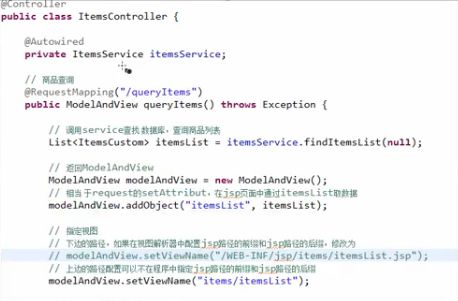 @Controller
public class ItemsController {
@Autowired
private ItemsService itemsService;
// 商品查询
@RequestMapping("/queryItems")
public ModelAndView queryItems() throws Exception {
// 调用service查找 数据库，查询商品列表
List<ItemsCustom> itemsList = itemsService.findItemsList(null);
// 返回ModelAndView
ModelAndView modelAndView = new ModelAndView();
// 相当 于request的setAttribut，在jsp页面中通过itemsList取数据
modelAndView.addObject("itemsList", itemsList);
// 指定视图
// 下边的路径，如果在视图解析器中配置jsp路径的前缀和jsp路径的后缀，修改为
// modelAndView.setViewName("/WEB-INF/jsp/items/itemsList.jsp");
// 上边的路径配置可以不在程序中指定jsp路径的前缀和jsp路径的后缀
modelAndView.setViewName("items/itemsList");